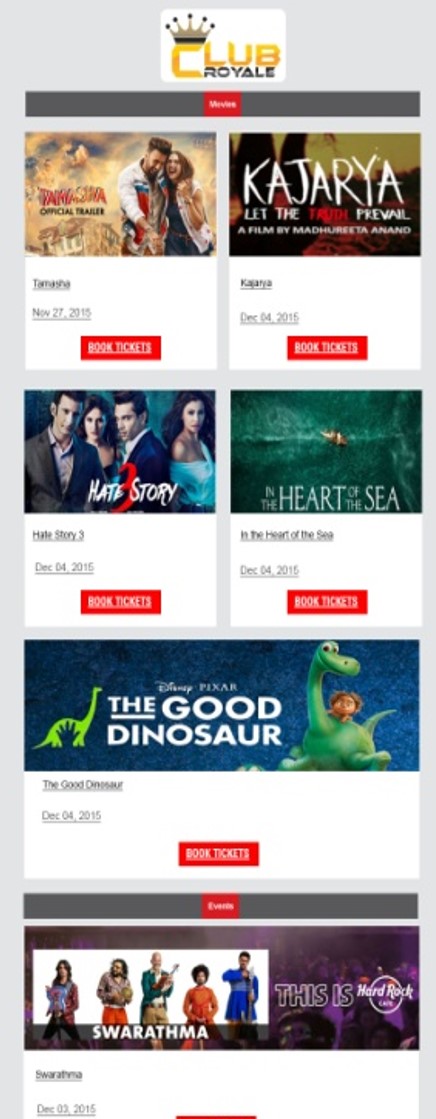 CLUB
ROYALE
Movies
TAMASHA
OFFICIAL TRAILER
KAJARYA
LET THE TRUTH PREVAIL
A FILM BY MADHUREETA ANAND
Tamasha
Nov 27, 2015
BOOK TICKETS
Kajarya
Dec 04, 2015
BOOK TICKETS
HATE STORY
3
IN THE HEART OF THE SEA
Hate Story 3
Dec 04, 2015
BOOK TICKETS
In the Heart of the Sea
Dec 04, 2015
BOOK TICKETS
Disney PIXAR
THE GOOD
DINOSAUR
The Good Dinosaur
Dec 04, 2015
BOOK TICKETS
Events
SWARATHMA
THIS IS Hard Rock
CAFE
Swarathma
Dec 03, 2015